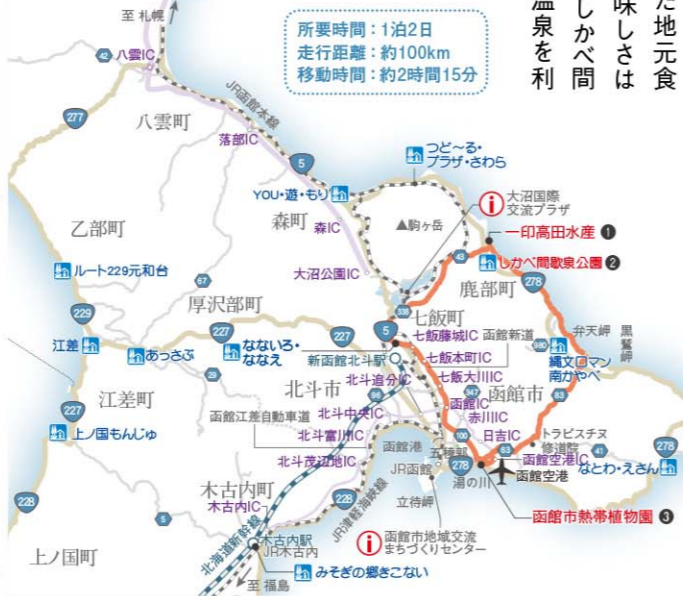 た地元食
味しさは
しかべ間
温泉を利
所要時間：1泊2日
走行距離：約100km
移動時間：約2時間15分
至 札幌
42
八雲IC
277
八雲町
JR函館本線
落部IC
5
つど〜る・
プラザ・さわら
YOU・遊・もり
森町
森IC
▲駒ヶ岳
i
大沼国際
交流プラザ
一印高田水産 ❶
43
しかべ間歇泉公園 ❷
278
鹿部町
乙部町
ルート229元和台
67
大沼公園IC
338
229
厚沢部町
七飯町
5
弁天岬
黒鷲岬
227
227
なないろ・
ななえ
七飯藤城IC
函館新道
980
江差
あっさぶ
新函館北斗駅
七飯本町IC
縄文ロマン
南かやべ
29
北斗追分IC
七飯大川IC
函館市
北斗市
96
347
83
江差町
函館IC
赤川IC
227
函館江差自動車道
北斗中央IC
上ノ国もんじゅ
北斗富川IC
函館港
100
日吉IC
トラピスチヌ
修道院
五稜郭
63
41
278
北斗茂辺地IC
JR函館
278
函館空港IC
函館空港
なとわ・えさん
湯の川
木古内町
木古内IC
228
228
立待岬
JR津軽海峡線
函館市熱帯植物園 ❸
5
北海道新幹線
木古内駅
JR木古内
i
函館市地域交流
まちづくりセンター
上ノ国町
みそぎの郷きこない
至 福島